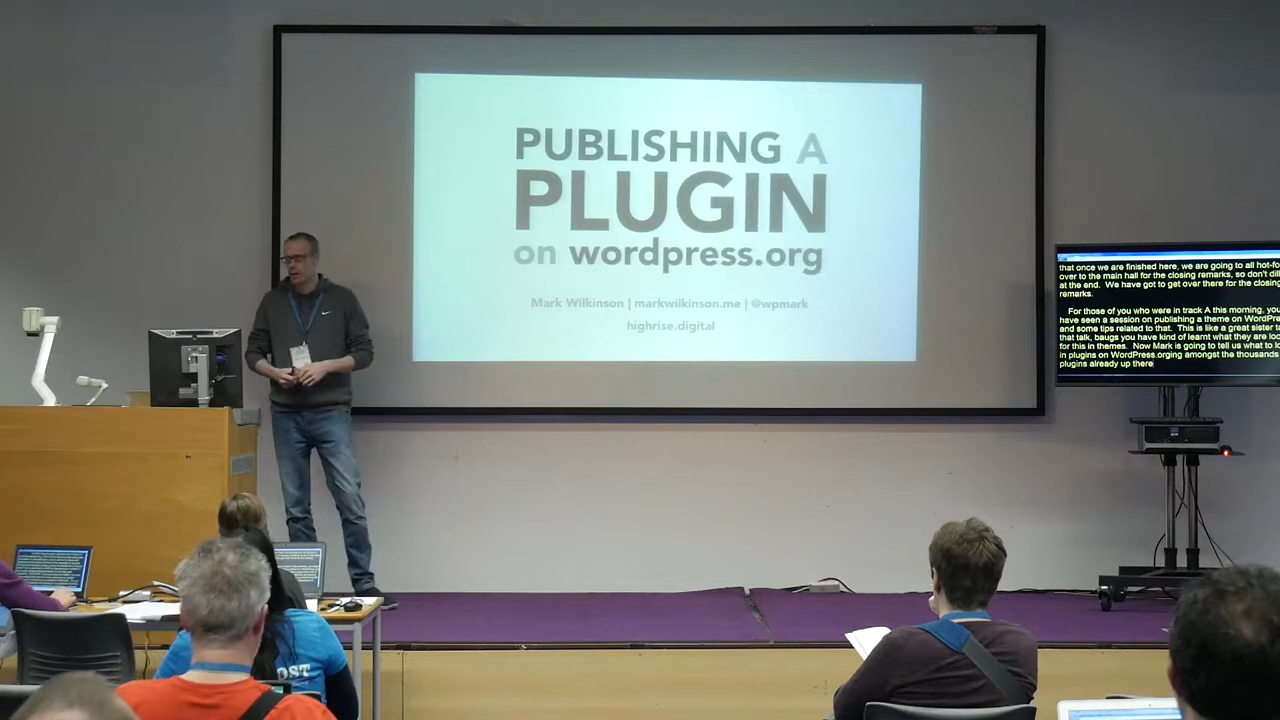 PUBLISHING A
PLUGIN
on wordpress.org
Mark Wilkinson | markwilkinson.me | @wpmark
highrise.digital
that once we are finished here, we are going to all hot-fo
over to the main hall for the closing remarks, so don't dil
at the end. We have got to get over there for the closing
remarks.
For those of you who were in track A this morning, you
have seen a session on publishing a theme on WordPre
and some tips related to that. This is like a great sister ta
that talk, baugs you have kind of learnt what they are loo
for this in themes. Now Mark is going to tell us what to lo
in plugins on WordPress.orging amongst the thousands
plugins already up there
OST